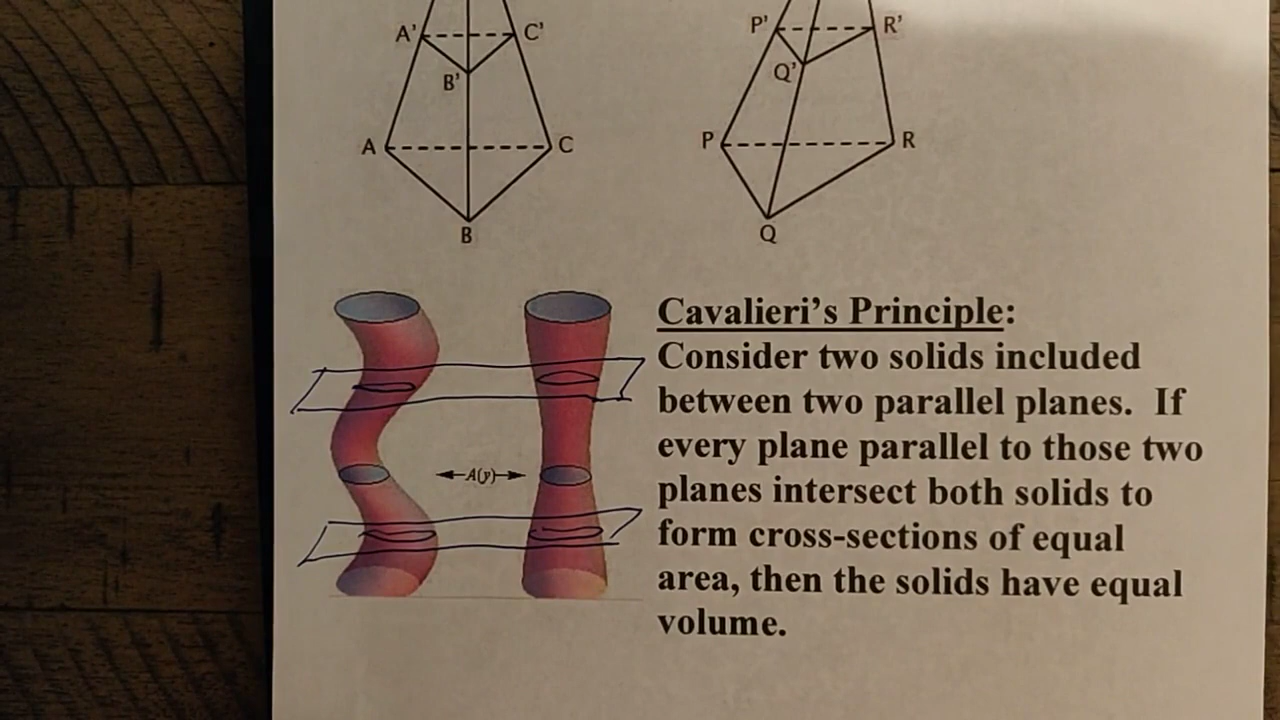 A' C' P' R'
B' Q'
A C P R
B Q
Cavalieri's Principle:
Consider two solids included
between two parallel planes. If
every plane parallel to those two
A(y)
planes intersect both solids to
form cross-sections of equal
area, then the solids have equal
volume.